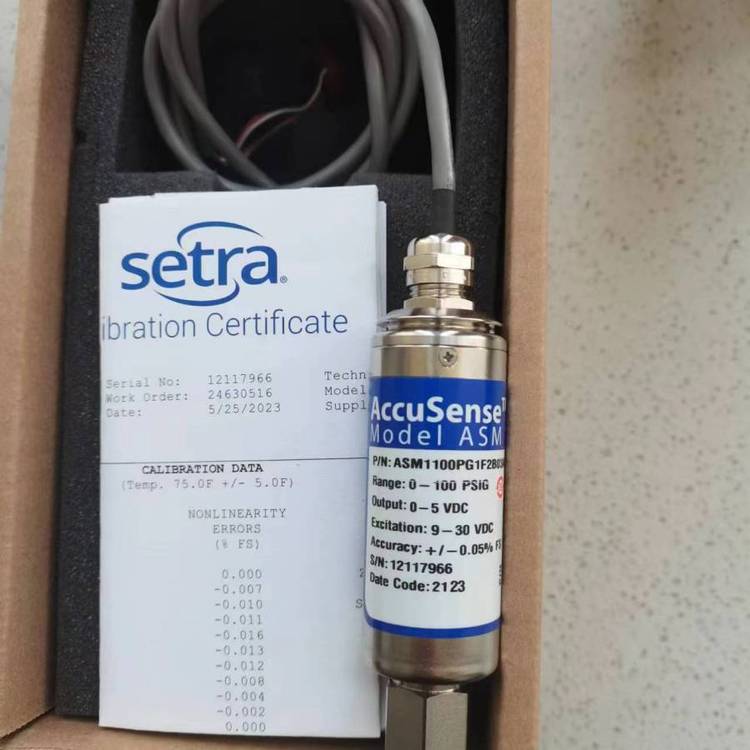 setra®
ibration Certificate
Serial No: 12117966 Techn
Work Order: 24630516 Model
Date: 5/25/2023 Suppl
CALIBRATION DATA
(Temp. 75.0F +/- 5.0F)
NONLINEARITY
ERRORS
(% FS)
0.000
-0.007
-0.010
-0.011
-0.016
-0.013
-0.012
-0.008
-0.004
-0.002
0.000
AccuSense™
Model ASM
Range: 0-100 PSIG
Output: 0-5 VDC
Excitation: 9-30 VDC
Accuracy: +/-0.05% FS
S/N: 12117966
Date Code: 2123